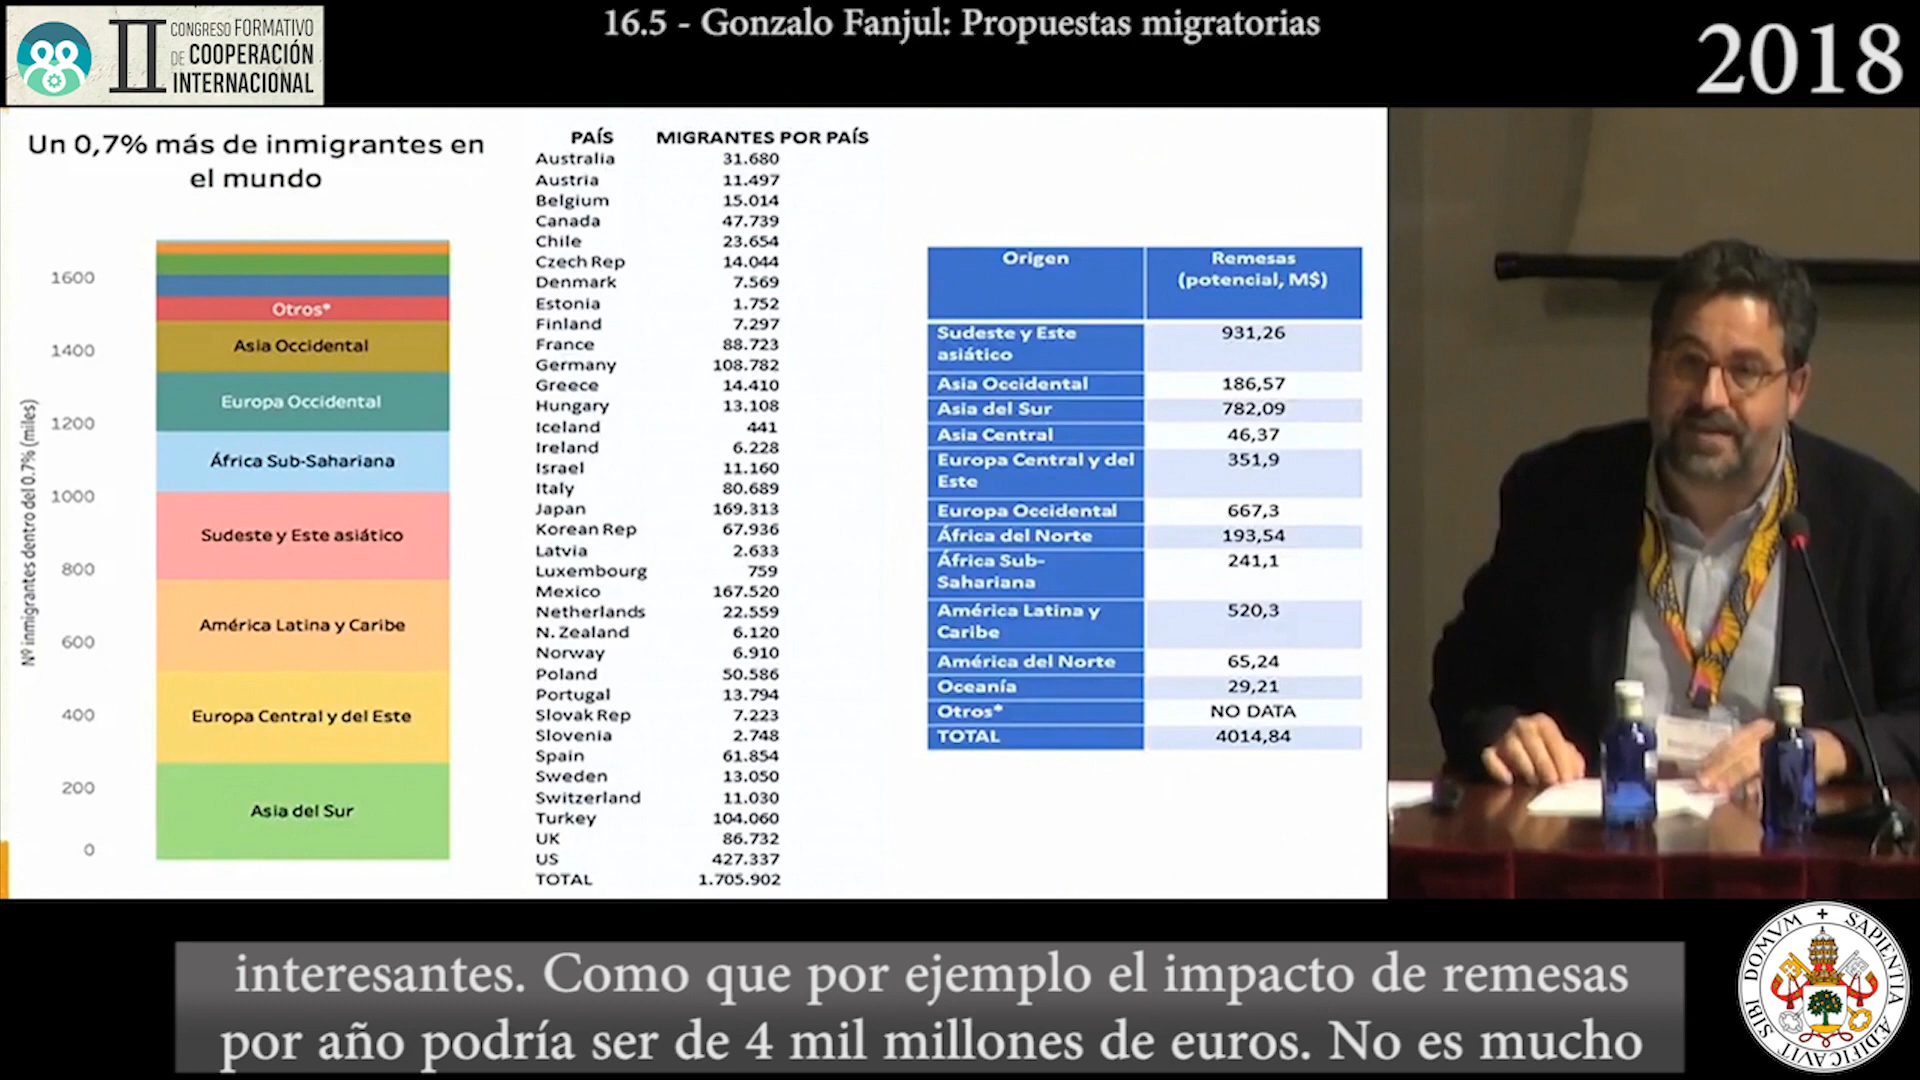 16.5 - Gonzalo Fanjul: Propuestas migratorias
2018
II CONGRESO FORMATIVO
DE COOPERACIÓN
INTERNACIONAL
Un 0,7% más de inmigrantes en
el mundo
Nº inmigrantes dentro del 0.7% (miles)
1600
1400
1200
1000
800
600
400
200
0
Otros*
Asia Occidental
Europa Occidental
África Sub-Sahariana
Sudeste y Este asiático
América Latina y Caribe
Europa Central y del Este
Asia del Sur
PAÍS MIGRANTES POR PAÍS
Australia 31.680
Austria 11.497
Belgium 15.014
Canada 47.739
Chile 23.654
Czech Rep 14.044
Denmark 7.569
Estonia 1.752
Finland 7.297
France 88.723
Germany 108.782
Greece 14.410
Hungary 13.108
Iceland 441
Ireland 6.228
Israel 11.160
Italy 80.689
Japan 169.313
Korean Rep 67.936
Latvia 2.633
Luxembourg 759
Mexico 167.520
Netherlands 22.559
N. Zealand 6.120
Norway 6.910
Poland 50.586
Portugal 13.794
Slovak Rep 7.223
Slovenia 2.748
Spain 61.854
Sweden 13.050
Switzerland 11.030
Turkey 104.060
UK 86.732
US 427.337
TOTAL 1.705.902
Origen Remesas
(potencial, M$)
Sudeste y Este 931,26
asiático
Asia Occidental 186,57
Asia del Sur 782,09
Asia Central 46,37
Europa Central y del 351,9
Este
Europa Occidental 667,3
África del Norte 193,54
África Sub- 241,1
Sahariana
América Latina y 520,3
Caribe
América del Norte 65,24
Oceanía 29,21
Otros* NO DATA
TOTAL 4014,84
interesantes. Como que por ejemplo el impacto de remesas
por año podría ser de 4 mil millones de euros. No es mucho
SIBI DOMVM SAPIENTIA ÆDIFICAVIT